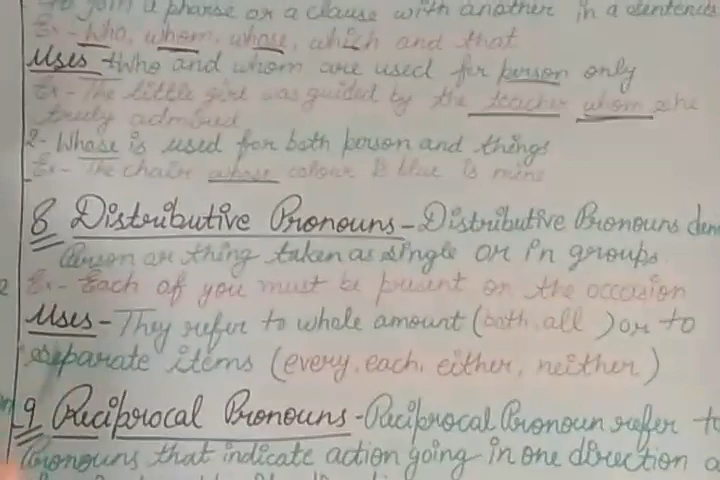 To join a pharse or a clause with another in a sentence
Ex- Who, whom, whose, which and that
Uses - Who and whom are used for person only
Ex- The little girl was guided by the teacher whom she
truly admired
2- Whose is used for both person and things
Ex- The chair whose colour is blue is mine
8 Distributive Pronouns - Distributive Pronouns
Person or thing taken as single or in groups
Ex- Each of you must be present on the occasion
Uses - They refer to whole amount (both, all ) or to
separate items (every, each, either, neither)
9 Reciprocal Pronouns - Reciprocal Pronoun refer to
Pronouns that indicate action going in one direction